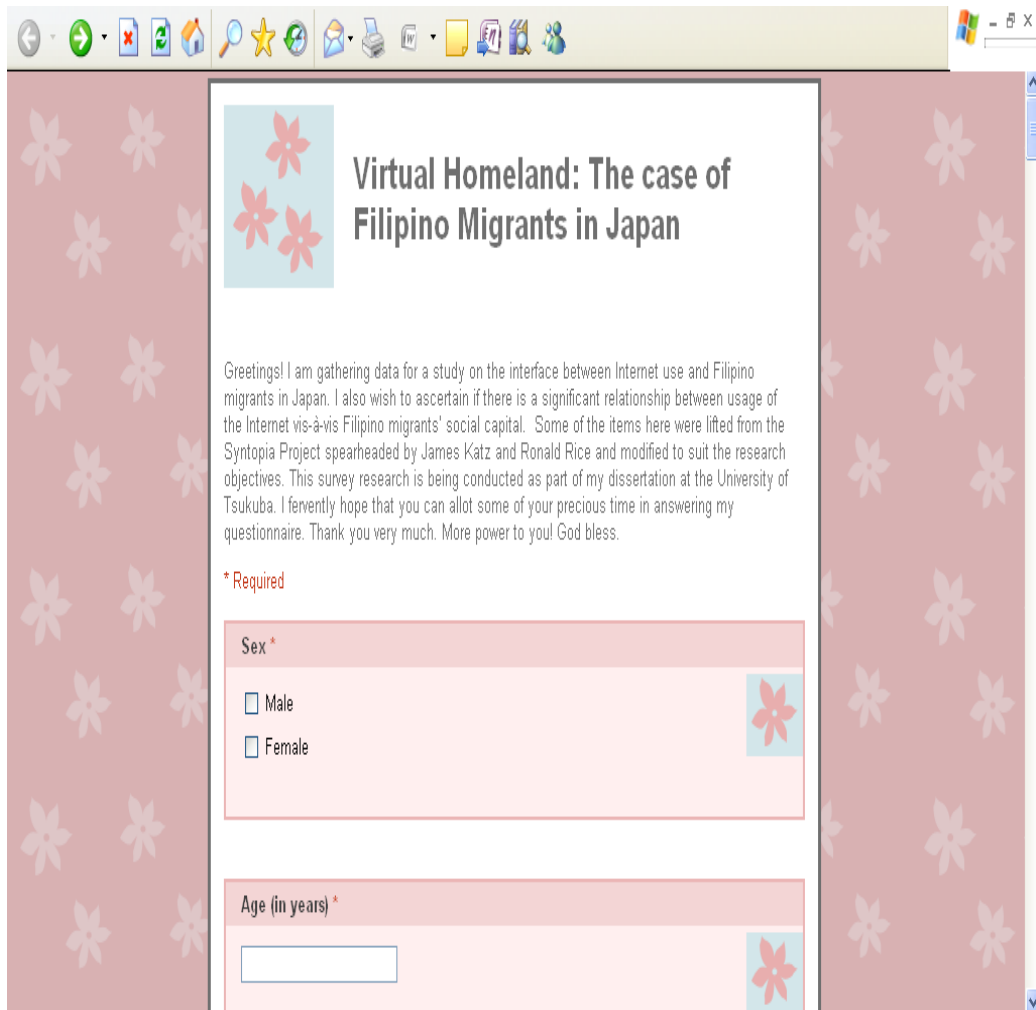 Virtual Homeland: The case of
Filipino Migrants in Japan
Greetings! I am gathering data for a study on the interface between Internet use and Filipino
migrants in Japan. I also wish to ascertain if there is a significant relationship between usage of
the Internet vis-à-vis Filipino migrants' social capital.  Some of the items here were lifted from the
Syntopia Project spearheaded by James Katz and Ronald Rice and modified to suit the research
objectives. This survey research is being conducted as part of my dissertation at the University of
Tsukuba. I fervently hope that you can allot some of your precious time in answering my
questionnaire. Thank you very much. More power to you! God bless.
* Required
Sex *
Male
Female
Age (in years) *